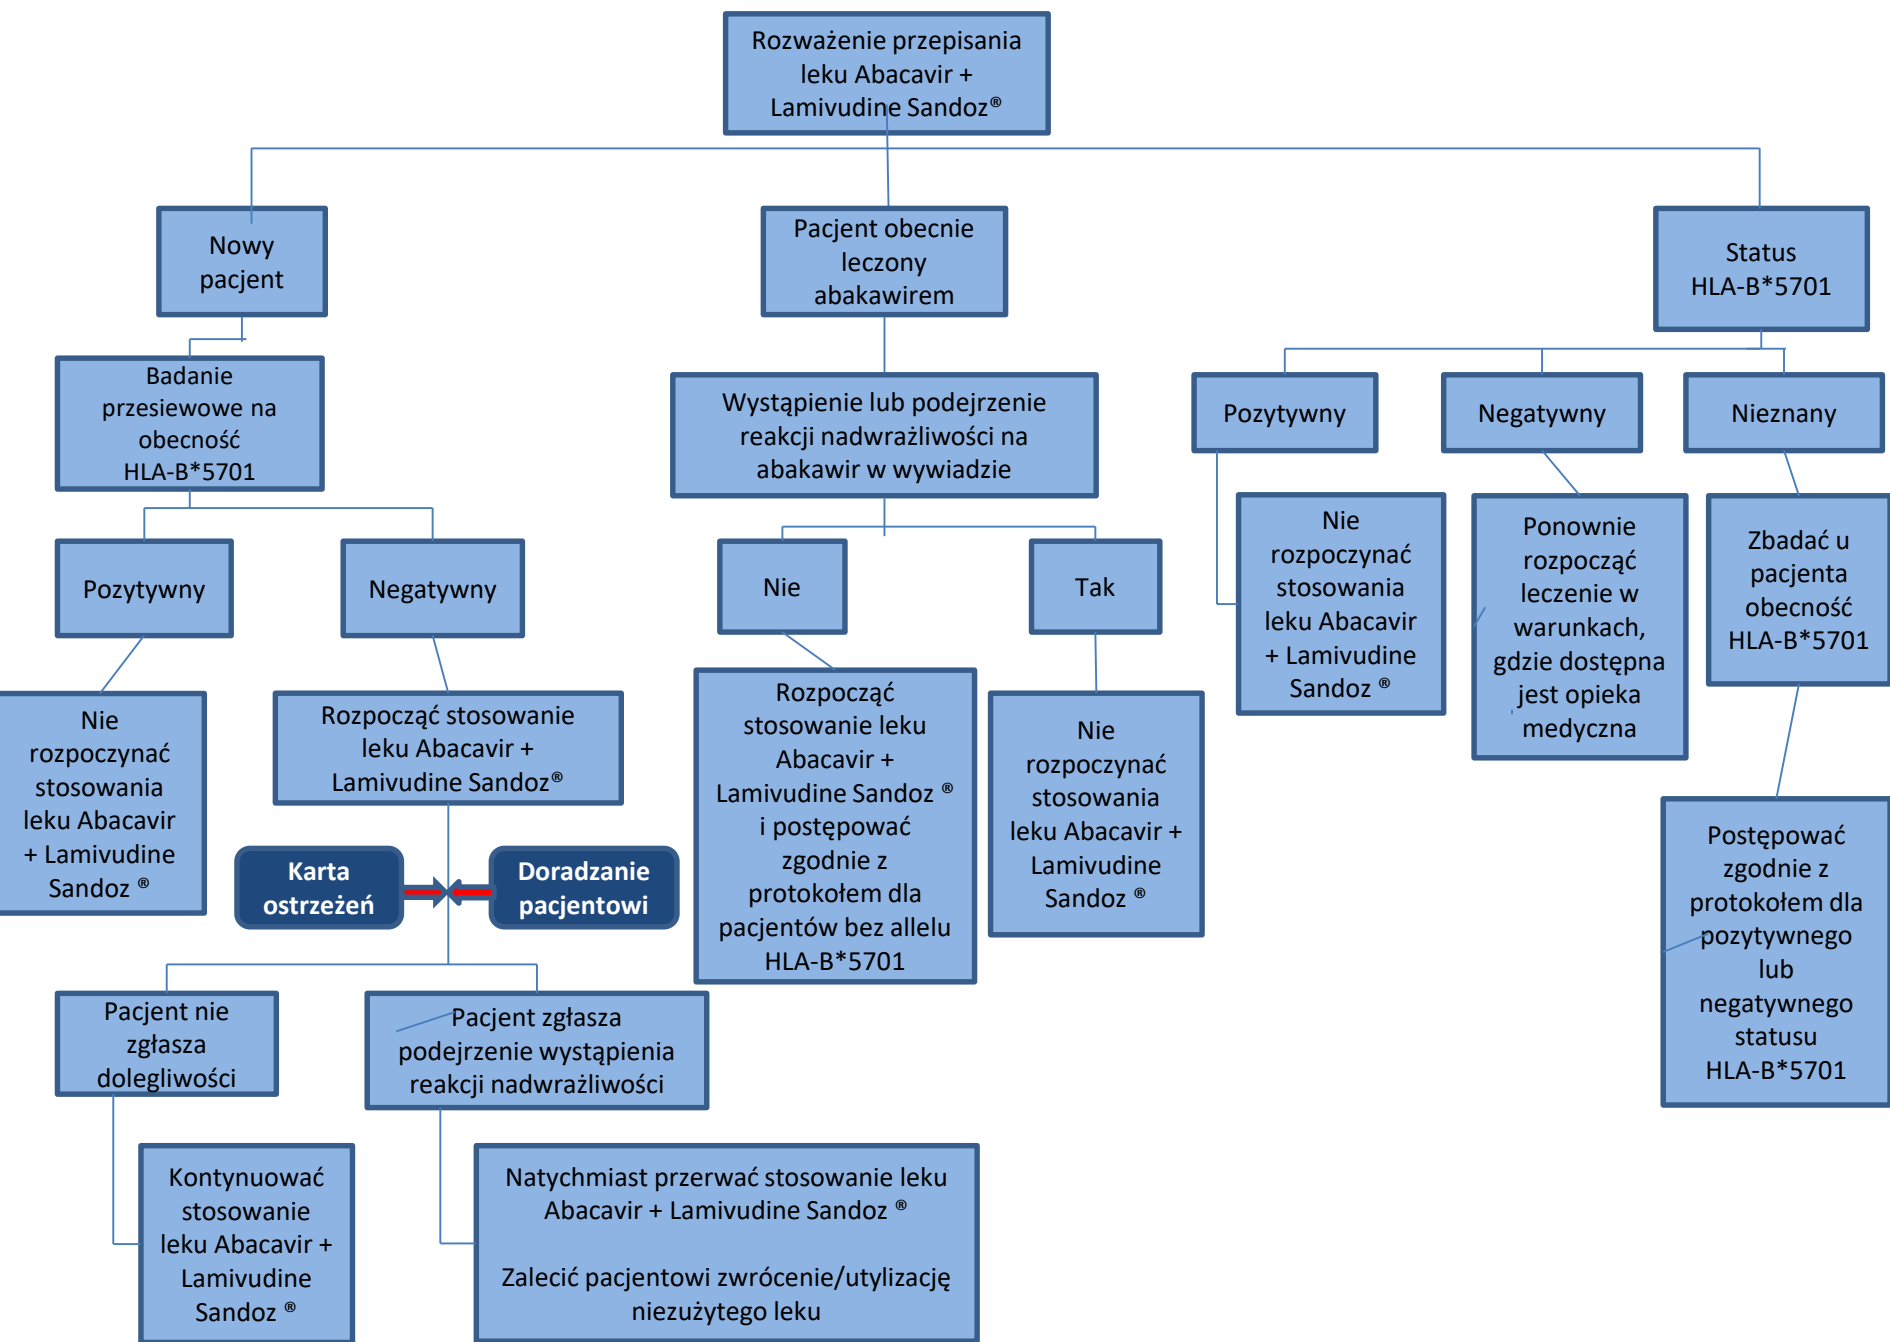 Rozważenie przepisania
leku Abacavir +
Lamivudine Sandoz®
Nowy
pacjent
Pacjent obecnie
leczony
abakawirem
Status
HLA-B*5701
Badanie
przesiewowe na
obecność
HLA-B*5701
Wystąpienie lub podejrzenie
reakcji nadwrażliwości na
abakawir w wywiadzie
Pozytywny
Negatywny
Nieznany
Pozytywny
Negatywny
Nie
Tak
Nie
rozpoczynać
stosowania
leku Abacavir
+ Lamivudine
Sandoz ®
Ponownie
rozpocząć
leczenie w
warunkach,
gdzie dostępna
jest opieka
medyczna
Zbadać u
pacjenta
obecność
HLA-B*5701
Nie
rozpoczynać
stosowania
leku Abacavir
+ Lamivudine
Sandoz ®
Rozpocząć stosowanie
leku Abacavir +
Lamivudine Sandoz®
Rozpocząć
stosowanie leku
Abacavir +
Lamivudine Sandoz ®
i postępować
zgodnie z
protokołem dla
pacjentów bez allelu
HLA-B*5701
Nie
rozpoczynać
stosowania
leku Abacavir +
Lamivudine
Sandoz ®
Postępować
zgodnie z
protokołem dla
pozytywnego
lub
negatywnego
statusu
HLA-B*5701
Karta
ostrzeżeń
Doradzanie
pacjentowi
Pacjent nie
zgłasza
dolegliwości
Pacjent zgłasza
podejrzenie wystąpienia
reakcji nadwrażliwości
Kontynuować
stosowanie
leku Abacavir +
Lamivudine
Sandoz ®
Natychmiast przerwać stosowanie leku
Abacavir + Lamivudine Sandoz ®
Zalecić pacjentowi zwrócenie/utylizację
niezużytego leku